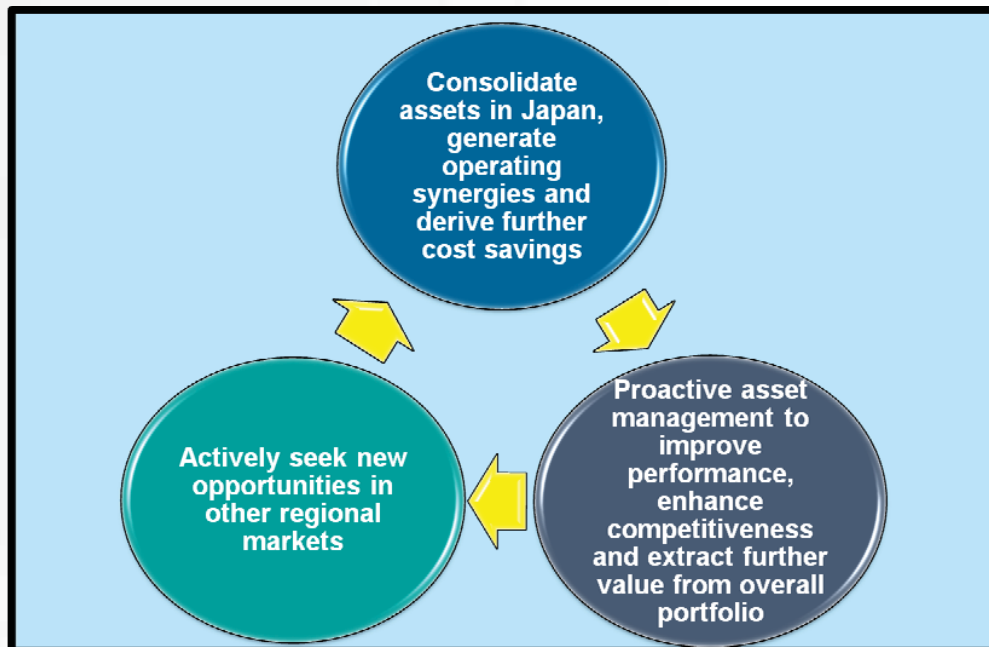 Consolidate
assets in Japan,
generate
operating
synergies and
derive further
cost savings
Proactive asset
management to
improve
performance,
enhance
competitiveness
and extract further
value from overall
portfolio
Actively seek new
opportunities in
other regional
markets